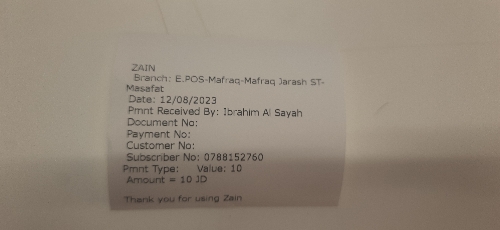 ZAIN
Branch: E.POS-Mafraq-Mafraq Jarash ST-
Masafat
Date: 12/08/2023
Pmnt Received By: Ibrahim Al Sayah
Document No:
Payment No:
Customer No:
Subscriber No: 0788152760
Pmnt Type: Value: 10
Amount = 10 JD
Thank you for using Zain